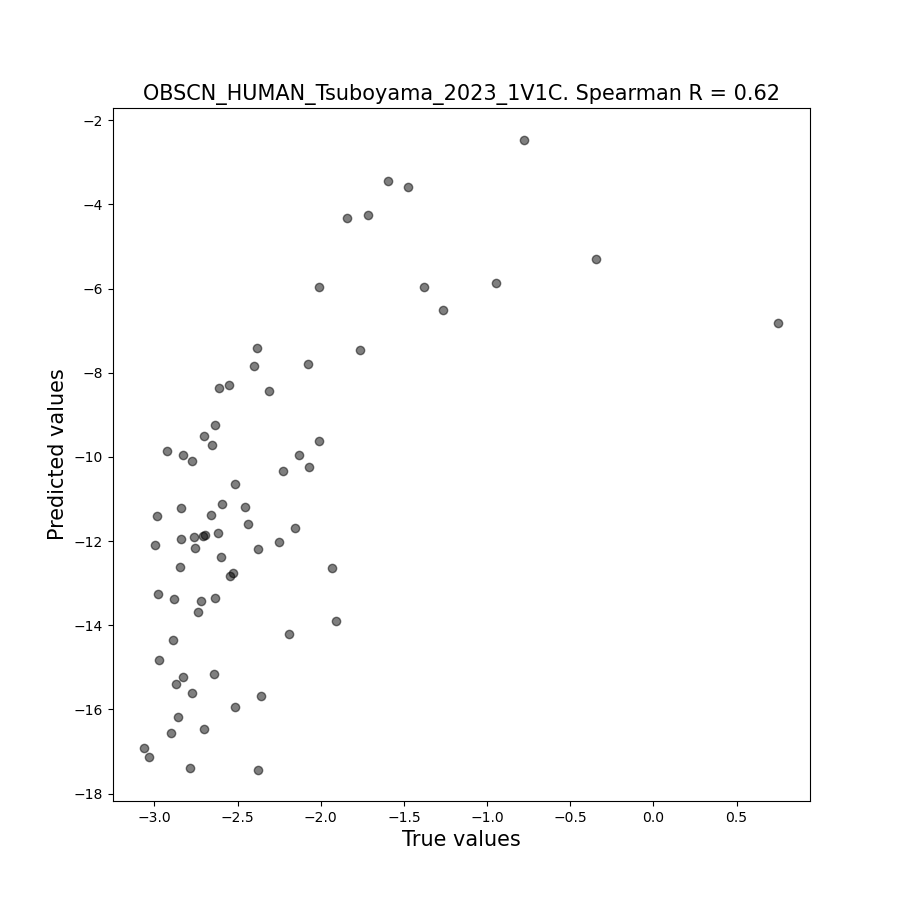 OBSCN_HUMAN_Tsuboyama_2023_1V1C. Spearman R = 0.62
−2
−4
−6
−8
−10
−12
−14
−16
−18
Predicted values
−3.0 −2.5 −2.0 −1.5 −1.0 −0.5 0.0 0.5
True values